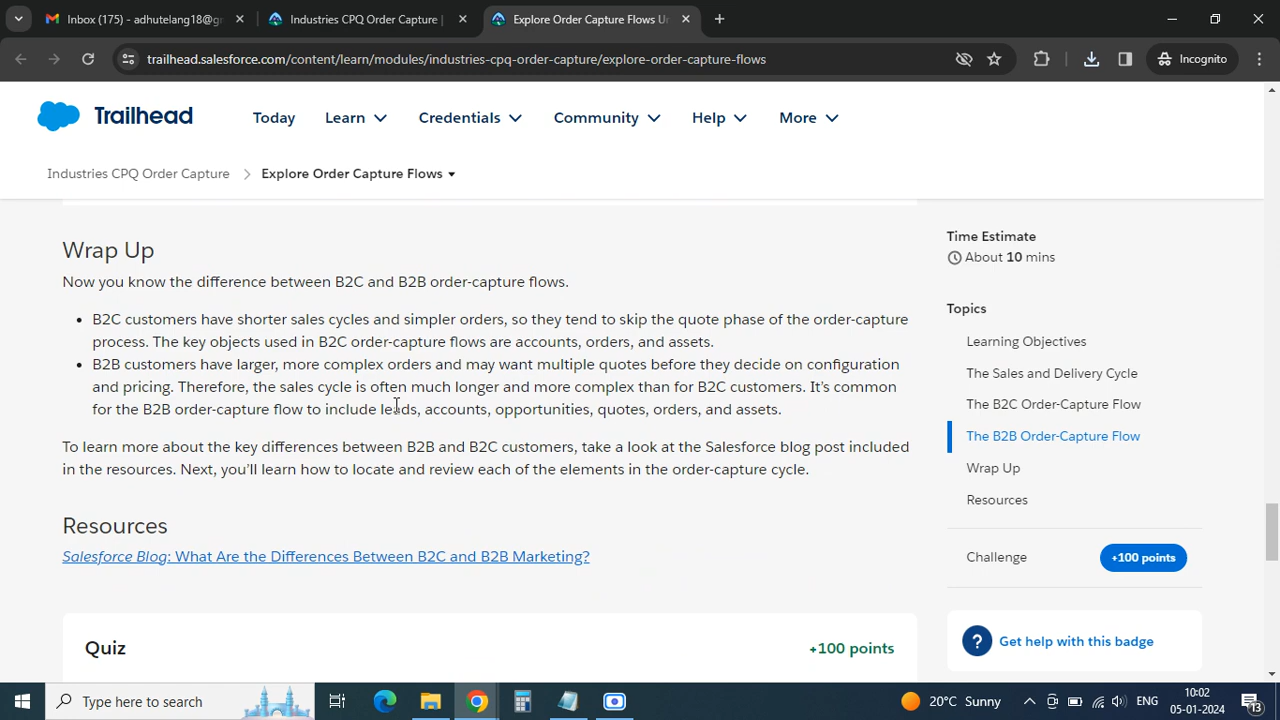 Inbox (175) - adhutelang18@g
Industries CPQ Order Capture |
Explore Order Capture Flows U
trailhead.salesforce.com/content/learn/modules/industries-cpq-order-capture/explore-order-capture-flows
Incognito
Trailhead
Today
Learn
Credentials
Community
Help
More
Industries CPQ Order Capture
Explore Order Capture Flows
Wrap Up
Now you know the difference between B2C and B2B order-capture flows.
• B2C customers have shorter sales cycles and simpler orders, so they tend to skip the quote phase of the order-capture
process. The key objects used in B2C order-capture flows are accounts, orders, and assets.
• B2B customers have larger, more complex orders and may want multiple quotes before they decide on configuration
and pricing. Therefore, the sales cycle is often much longer and more complex than for B2C customers. It's common
for the B2B order-capture flow to include leads, accounts, opportunities, quotes, orders, and assets.
To learn more about the key differences between B2B and B2C customers, take a look at the Salesforce blog post included
in the resources. Next, you'll learn how to locate and review each of the elements in the order-capture cycle.
Resources
Salesforce Blog: What Are the Differences Between B2C and B2B Marketing?
Quiz
+100 points
Time Estimate
About 10 mins
Topics
Learning Objectives
The Sales and Delivery Cycle
The B2C Order-Capture Flow
The B2B Order-Capture Flow
Wrap Up
Resources
Challenge
+100 points
? Get help with this badge
Type here to search
20°C Sunny
ENG
10:02
05-01-2024
13